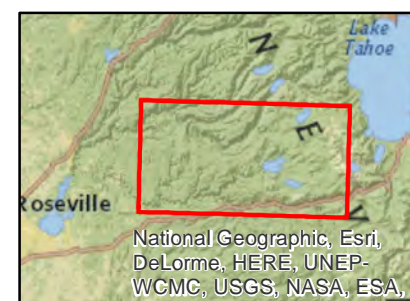 Lake
Tahoe
N
E
V
Roseville
National Geographic, Esri,
DeLorme, HERE, UNEP-
WCMC, USGS, NASA, ESA,